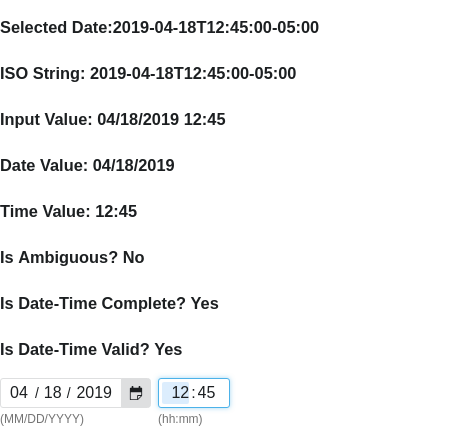 Selected Date:2019-04-18T12:45:00-05:00
ISO String: 2019-04-18T12:45:00-05:00
Input Value: 04/18/2019 12:45
Date Value: 04/18/2019
Time Value: 12:45
Is Ambiguous? No
Is Date-Time Complete? Yes
Is Date-Time Valid? Yes
04 / 18 / 2019 12:45
(MM/DD/YYYY) (hh:mm)